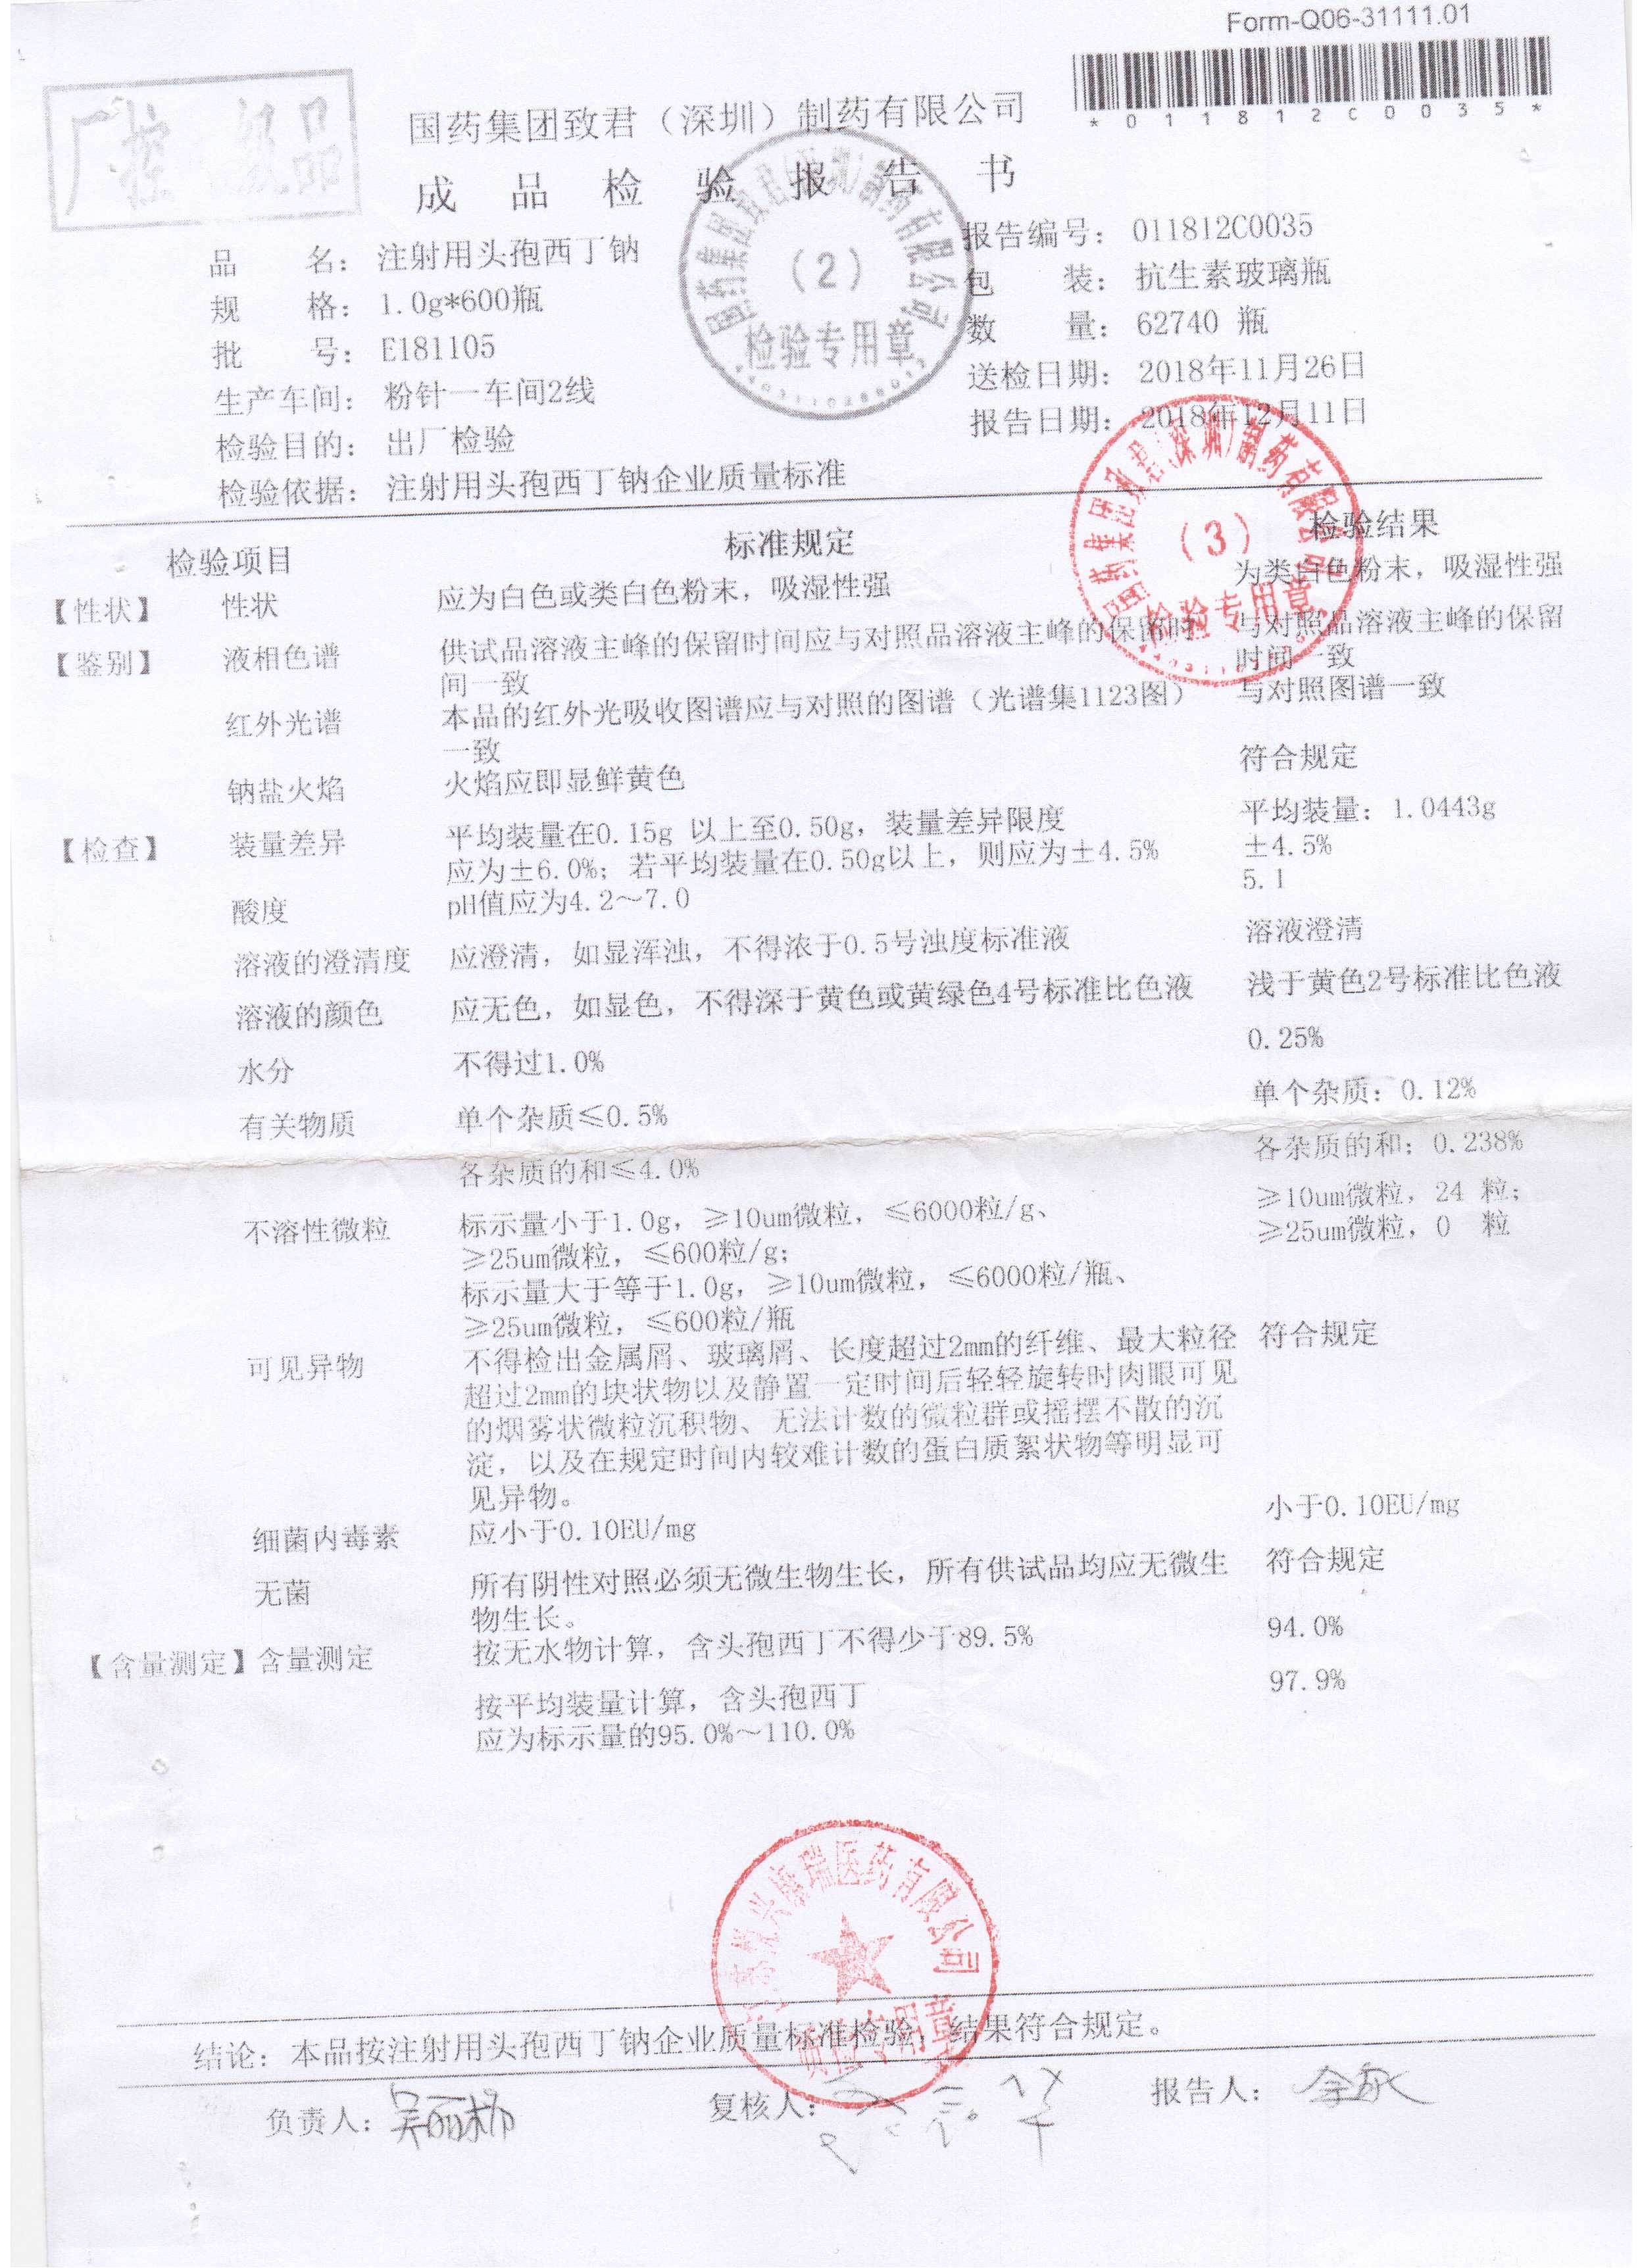 Form-Q06-31111.01
*011812C0035*
国药集团致君（深圳）制药有限公司
成品检验报告书
品 名： 注射用头孢西丁钠
报告编号： 011812C0035
规 格： 1.0g*600瓶
包 装： 抗生素玻璃瓶
批 号： E181105
数 量： 62740 瓶
生产车间： 粉针一车间2线
送检日期： 2018年11月26日
检验目的： 出厂检验
报告日期： 2018年12月11日
检验依据： 注射用头孢西丁钠企业质量标准
国药集团致君（深圳）制药有限公司
（2）
检验专用章
国药集团致君（深圳）制药有限公司
（3）
检验专用章
检验项目 标准规定 检验结果
【性状】 性状 应为白色或类白色粉末，吸湿性强 为类白色粉末，吸湿性强
【鉴别】 液相色谱 供试品溶液主峰的保留时间应与对照品溶液主峰的保留时 与对照品溶液主峰的保留
间一致 时间一致
红外光谱 本品的红外光吸收图谱应与对照的图谱（光谱集1123图） 与对照图谱一致
一致
钠盐火焰 火焰应即显鲜黄色 符合规定
【检查】 装量差异 平均装量在0.15g 以上至0.50g，装量差异限度 平均装量：1.0443g
应为±6.0%；若平均装量在0.50g以上，则应为±4.5% ±4.5%
酸度 pH值应为4.2～7.0 5.1
溶液的澄清度 应澄清，如显浑浊，不得浓于0.5号浊度标准液 溶液澄清
溶液的颜色 应无色，如显色，不得深于黄色或黄绿色4号标准比色液 浅于黄色2号标准比色液
水分 不得过1.0% 0.25%
有关物质 单个杂质≤0.5% 单个杂质：0.12%
各杂质的和≤4.0% 各杂质的和：0.238%
不溶性微粒 标示量小于1.0g，≥10um微粒，≤6000粒/g、 ≥10um微粒，24 粒；
≥25um微粒，≤600粒/g； ≥25um微粒，0 粒
标示量大于等于1.0g，≥10um微粒，≤6000粒/瓶、
≥25um微粒，≤600粒/瓶
可见异物 不得检出金属屑、玻璃屑、长度超过2mm的纤维、最大粒径 符合规定
超过2mm的块状物以及静置一定时间后轻轻旋转时肉眼可见
的烟雾状微粒沉积物、无法计数的微粒群或摇摆不散的沉
淀，以及在规定时间内较难计数的蛋白质絮状物等明显可
见异物。
细菌内毒素 应小于0.10EU/mg 小于0.10EU/mg
无菌 所有阴性对照必须无微生物生长，所有供试品均应无微生 符合规定
物生长。
【含量测定】 含量测定 按无水物计算，含头孢西丁不得少于89.5% 94.0%
按平均装量计算，含头孢西丁 97.9%
应为标示量的95.0%～110.0%
瑞医药有限公司
专用章
结论：本品按注射用头孢西丁钠企业质量标准检验，结果符合规定。
负责人： 复核人： 报告人：